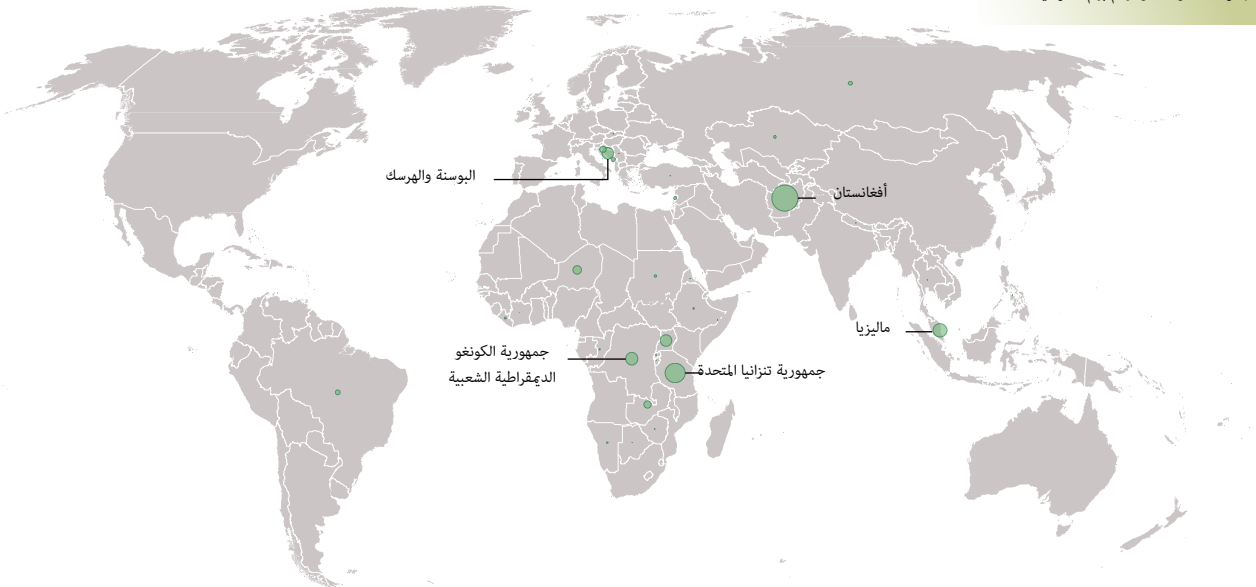 البوسنة والهرسك
أفغانستان
ماليزيا
جمهورية الكونغو
الديمقراطية الشعبية
جمهورية تنزانيا المتحدة